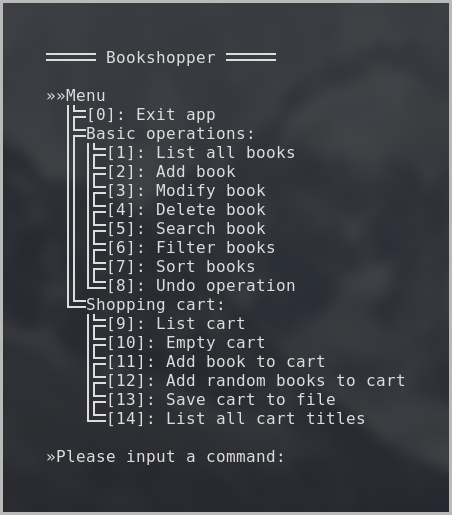 ═════ Bookshopper ═════
»»Menu
╠═[0]: Exit app
╠═Basic operations:
║ ╠═[1]: List all books
║ ╠═[2]: Add book
║ ╠═[3]: Modify book
║ ╠═[4]: Delete book
║ ╠═[5]: Search book
║ ╠═[6]: Filter books
║ ╠═[7]: Sort books
║ ╚═[8]: Undo operation
╚═Shopping cart:
  ╠═[9]: List cart
  ╠═[10]: Empty cart
  ╠═[11]: Add book to cart
  ╠═[12]: Add random books to cart
  ╠═[13]: Save cart to file
  ╚═[14]: List all cart titles
»Please input a command: